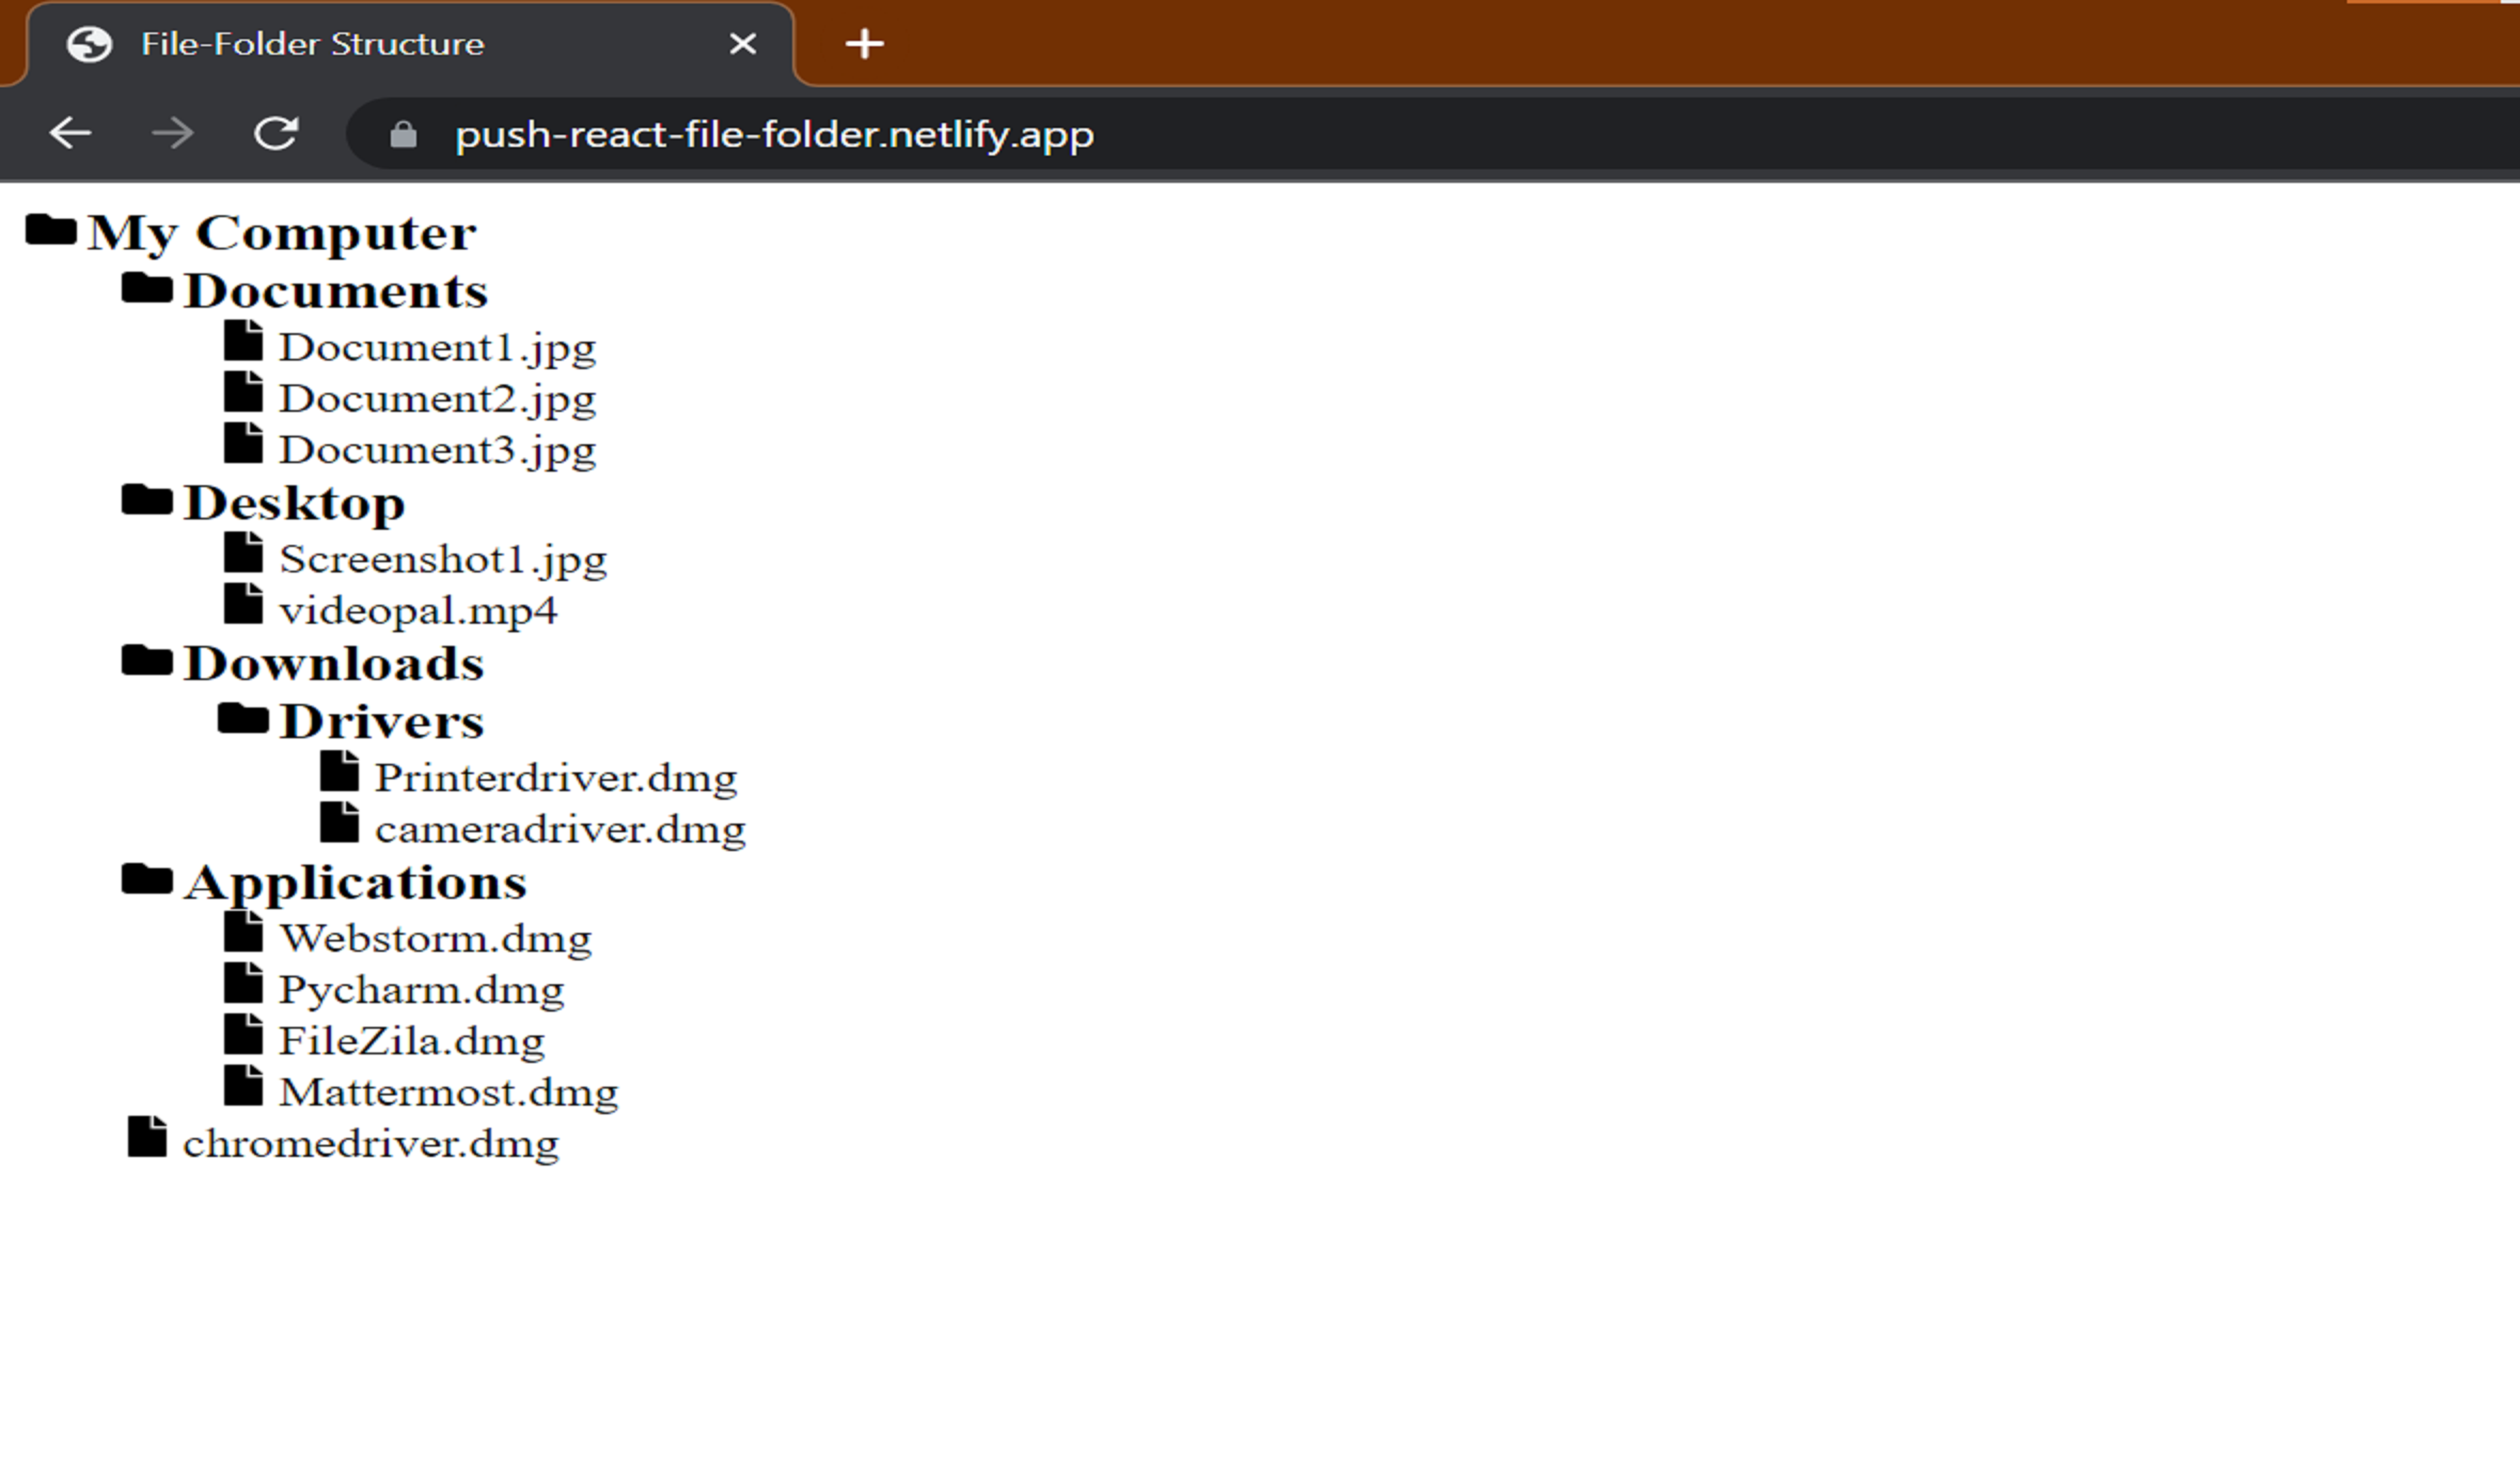 File-Folder Structure
push-react-file-folder.netlify.app
My Computer
Documents
Document1.jpg
Document2.jpg
Document3.jpg
Desktop
Screenshot1.jpg
videopal.mp4
Downloads
Drivers
Printerdriver.dmg
cameradriver.dmg
Applications
Webstorm.dmg
Pycharm.dmg
FileZila.dmg
Mattermost.dmg
chromedriver.dmg